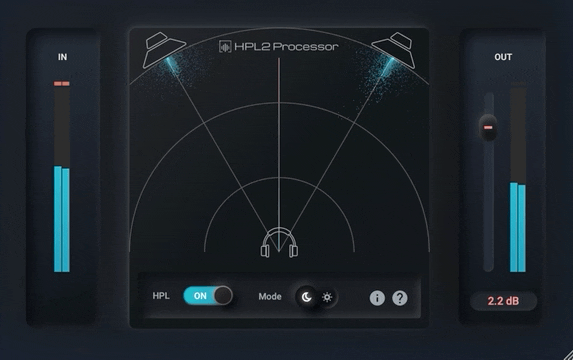 IN
HPL2 Processor
OUT
HPL
ON
Mode
i
?
2.2 dB